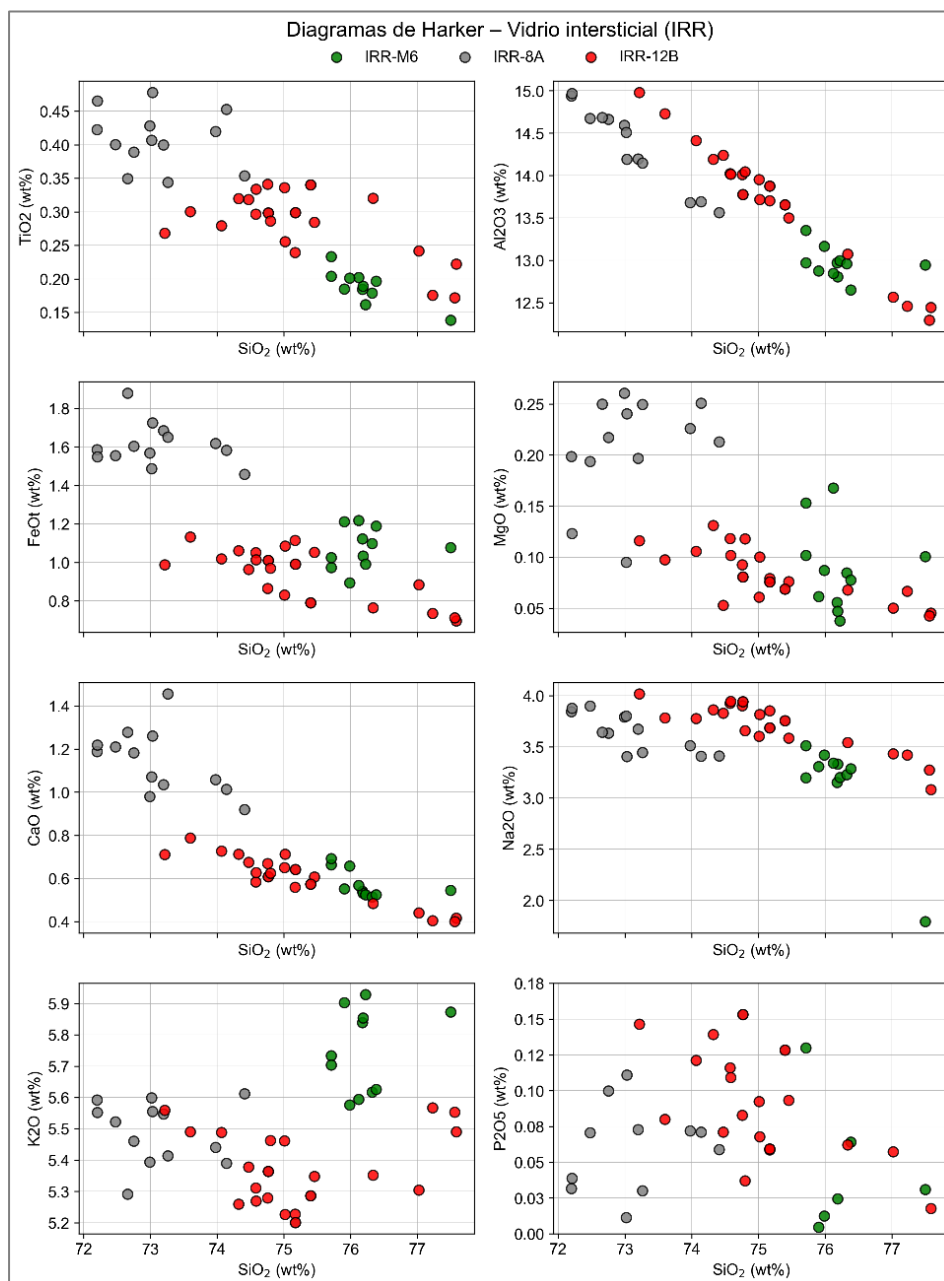 Diagramas de Harker – Vidrio intersticial (IRR)
IRR-M6 IRR-8A IRR-12B
0.45
0.40
0.35
0.30
0.25
0.20
0.15
TiO2 (wt%)
SiO₂ (wt%)
15.0
14.5
14.0
13.5
13.0
12.5
Al2O3 (wt%)
SiO₂ (wt%)
1.8
1.6
1.4
1.2
1.0
0.8
FeOt (wt%)
SiO₂ (wt%)
0.25
0.20
0.15
0.10
0.05
MgO (wt%)
SiO₂ (wt%)
1.4
1.2
1.0
0.8
0.6
0.4
CaO (wt%)
SiO₂ (wt%)
4.0
3.5
3.0
2.5
2.0
Na2O (wt%)
SiO₂ (wt%)
5.9
5.8
5.7
5.6
5.5
5.4
5.3
5.2
K2O (wt%)
72 73 74 75 76 77
SiO₂ (wt%)
0.18
0.15
0.12
0.10
0.08
0.05
0.03
0.00
P2O5 (wt%)
72 73 74 75 76 77
SiO₂ (wt%)